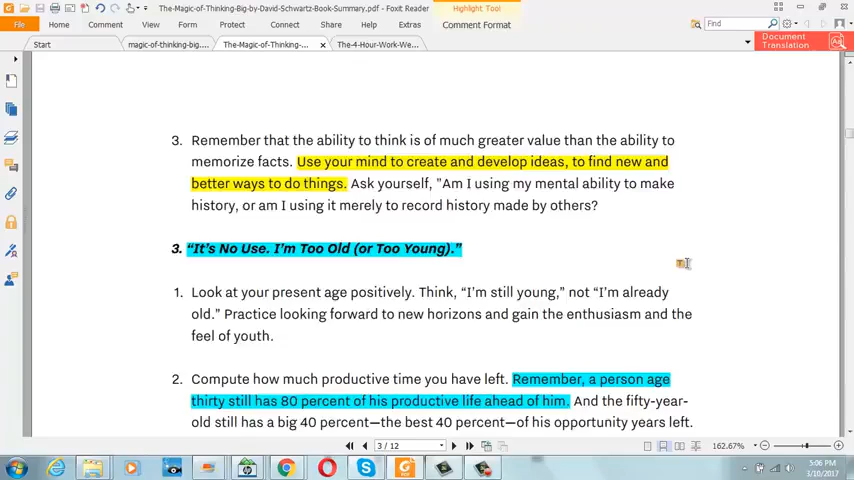 The-Magic-of-Thinking-Big-by-David-Schwartz-Book-Summary.pdf - Foxit Reader
Highlight Tool
File
Home
Comment
View
Form
Protect
Share
Help
Extras
Comment Format
Find
Start
magic-of-thinking-big....
The-Magic-of-Thinking-...
The-4-Hour-Work-We...
Document
Translation
3. Remember that the ability to think is of much greater value than the ability to
memorize facts. Use your mind to create and develop ideas, to find new and
better ways to do things. Ask yourself, "Am I using my mental ability to make
history, or am I using it merely to record history made by others?
3. “It’s No Use. I’m Too Old (or Too Young).”
1. Look at your present age positively. Think, “I’m still young,” not “I’m already
old.” Practice looking forward to new horizons and gain the enthusiasm and the
feel of youth.
2. Compute how much productive time you have left. Remember, a person age
thirty still has 80 percent of his productive life ahead of him. And the fifty-year-
old still has a big 40 percent—the best 40 percent—of his opportunity years left.
3 / 12
162.67%
5:06 PM
3/10/2017